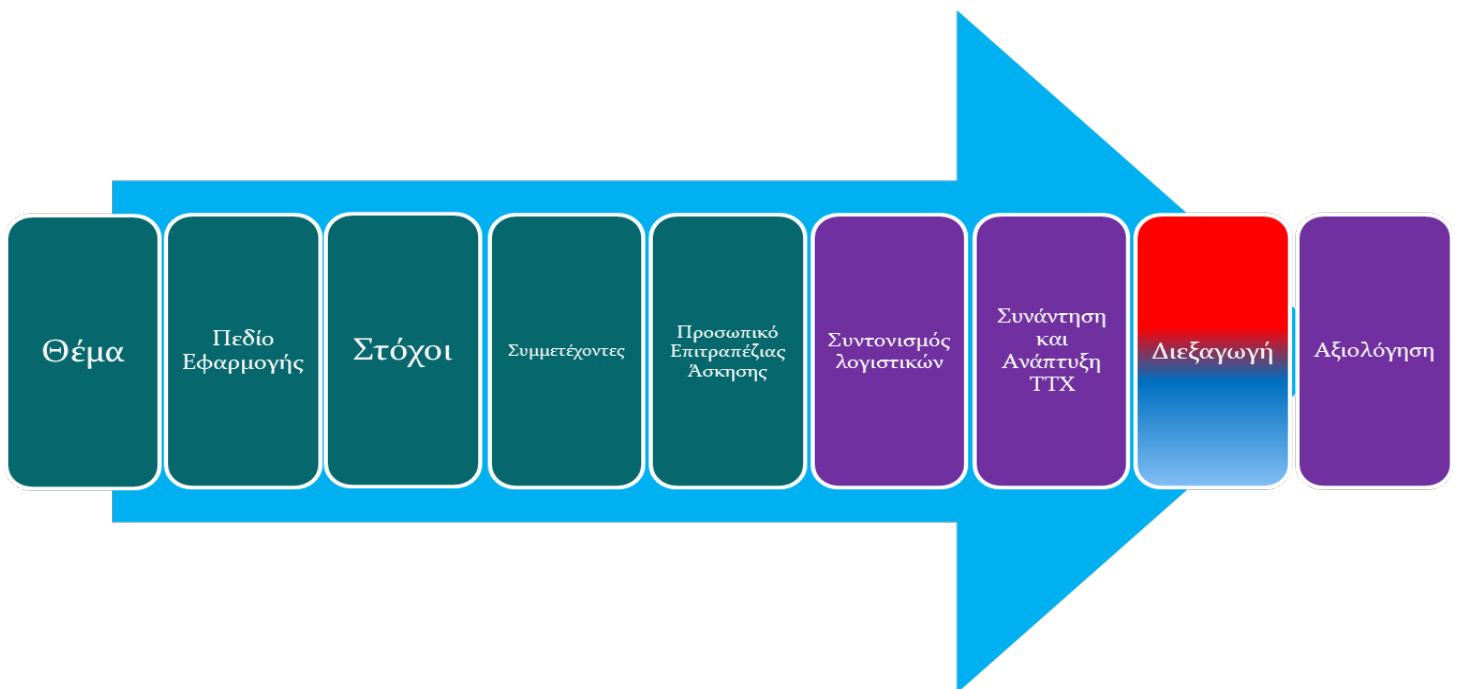 Θέμα
Πεδίο
Εφαρμογής
Στόχοι
Συμμετέχοντες
Προσωπικό
Επιτραπέζιας
Άσκησης
Συντονισμός
λογιστικών
Συνάντηση
και
Ανάπτυξη
TTX
Διεξαγωγή
Αξιολόγηση